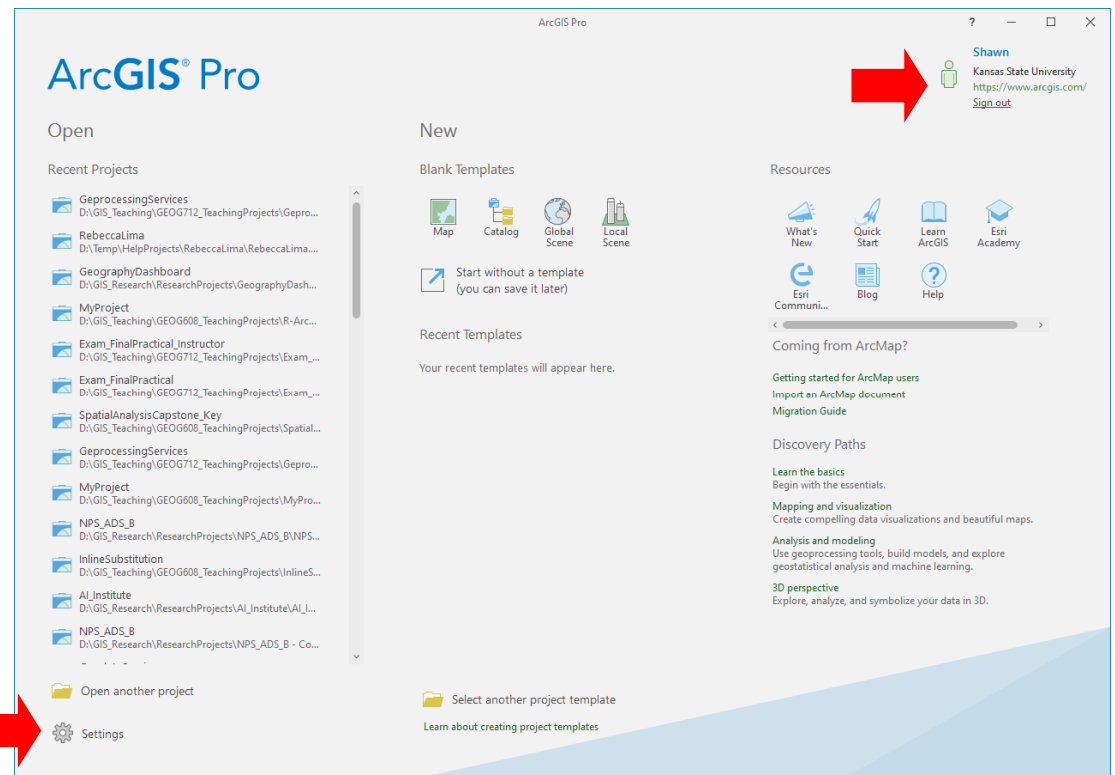 ArcGIS Pro
?
ArcGIS® Pro
Shawn
Kansas State University
https://www.arcgis.com/
Sign out
Open
Recent Projects
GeprocessingServices
D:\GIS_Teaching\GEOG712_TeachingProjects\Gepro...
RebeccaLima
D:\Temp\HelpProjects\RebeccaLima\RebeccaLima....
GeographyDashboard
D:\GIS_Research\ResearchProjects\GeographyDash...
MyProject
D:\GIS_Teaching\GEOG608_TeachingProjects\R-Arc...
Exam_FinalPractical_Instructor
D:\GIS_Teaching\GEOG712_TeachingProjects\Exam_...
Exam_FinalPractical
D:\GIS_Teaching\GEOG712_TeachingProjects\Exam_...
SpatialAnalysisCapstone_Key
D:\GIS_Teaching\GEOG608_TeachingProjects\Spatial...
GeprocessingServices
D:\GIS_Teaching\GEOG712_TeachingProjects\Gepro...
MyProject
D:\GIS_Teaching\GEOG608_TeachingProjects\MyPro...
NPS_ADS_B
D:\GIS_Research\ResearchProjects\NPS_ADS_B\NPS...
InlineSubstitution
D:\GIS_Teaching\GEOG608_TeachingProjects\InlineS...
AI_Institute
D:\GIS_Research\ResearchProjects\AI_Institute\AI_I...
NPS_ADS_B
D:\GIS_Research\ResearchProjects\NPS_ADS_B - Co...
Open another project
Settings
New
Blank Templates
Map
Catalog
Global
Scene
Local
Scene
Start without a template
(you can save it later)
Recent Templates
Your recent templates will appear here.
Select another project template
Learn about creating project templates
Resources
What's
New
Quick
Start
Learn
ArcGIS
Esri
Academy
Esri
Communi...
Blog
Help
Coming from ArcMap?
Getting started for ArcMap users
Import an ArcMap document
Migration Guide
Discovery Paths
Learn the basics
Begin with the essentials.
Mapping and visualization
Create compelling data visualizations and beautiful maps.
Analysis and modeling
Use geoprocessing tools, build models, and explore
geostatistical analysis and machine learning.
3D perspective
Explore, analyze, and symbolize your data in 3D.